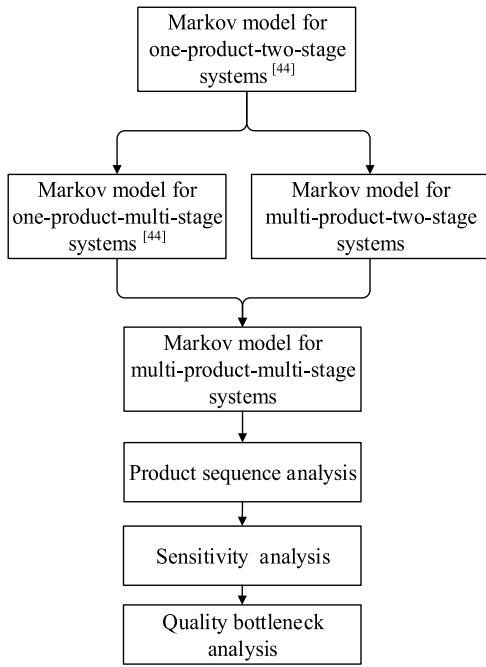 Markov model for
one-product-two-stage
systems [44]
Markov model for
one-product-multi-stage
systems [44]
Markov model for
multi-product-two-stage
systems
Markov model for
multi-product-multi-stage
systems
Product sequence analysis
Sensitivity analysis
Quality bottleneck
analysis